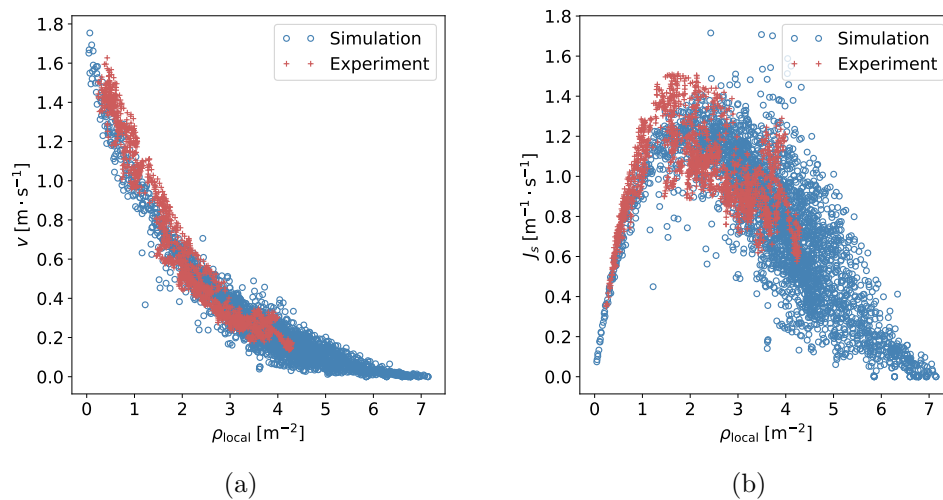 1.8
1.6
1.4
1.2
1.0
0.8
0.6
0.4
0.2
0.0
v [m · s⁻¹]
0 1 2 3 4 5 6 7
ρlocal [m⁻²]
Simulation
Experiment
(a)
1.8
1.6
1.4
1.2
1.0
0.8
0.6
0.4
0.2
0.0
Jₛ [m⁻¹ · s⁻¹]
0 1 2 3 4 5 6 7
ρlocal [m⁻²]
Simulation
Experiment
(b)